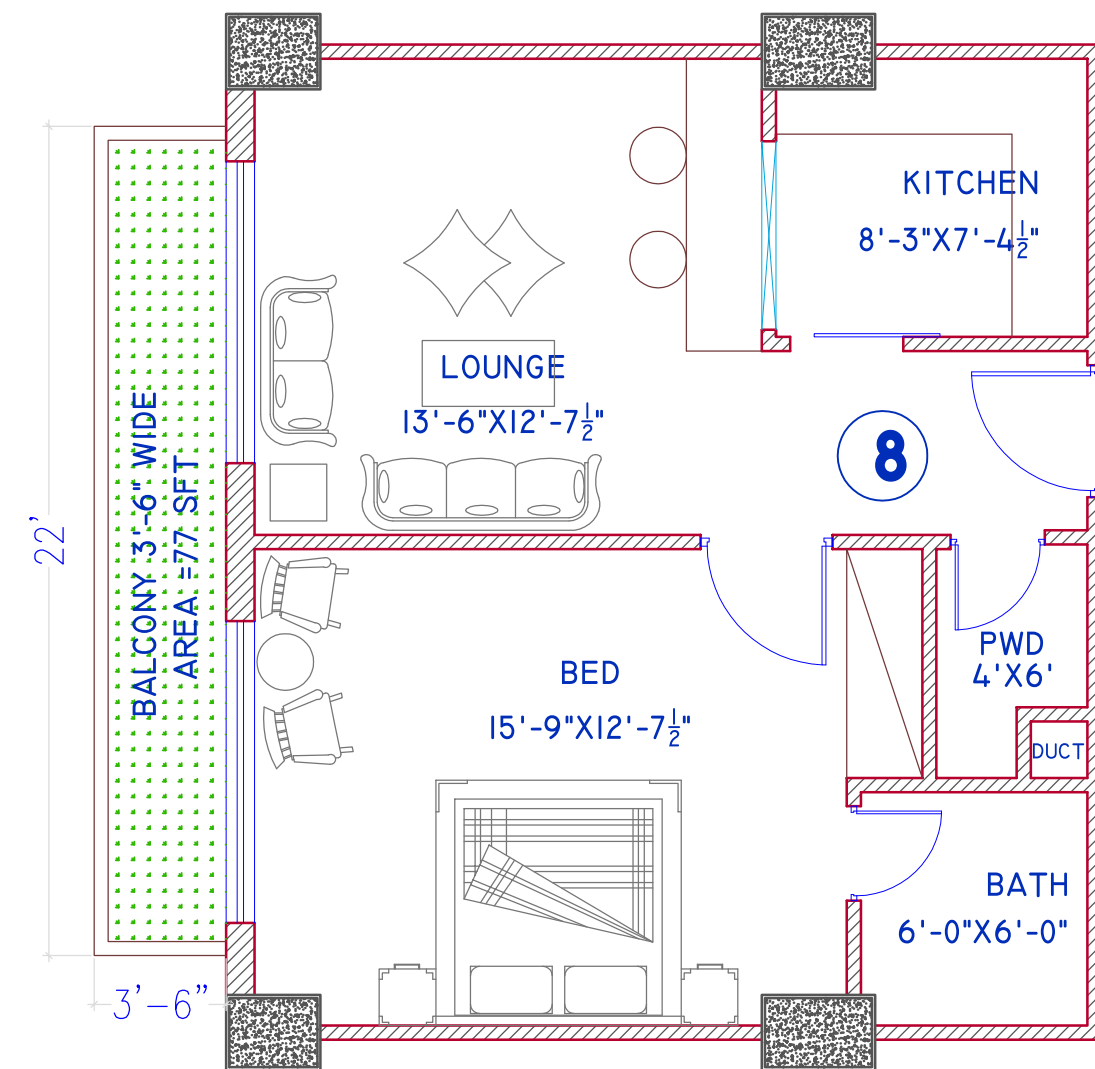 KITCHEN
8'-3"X7'-4½"
LOUNGE
13'-6"X12'-7½"
8
BALCONY 3'-6" WIDE
AREA =77 SFT
22'
PWD
4'X6'
BED
15'-9"X12'-7½"
DUCT
BATH
6'-0"X6'-0"
3'-6"